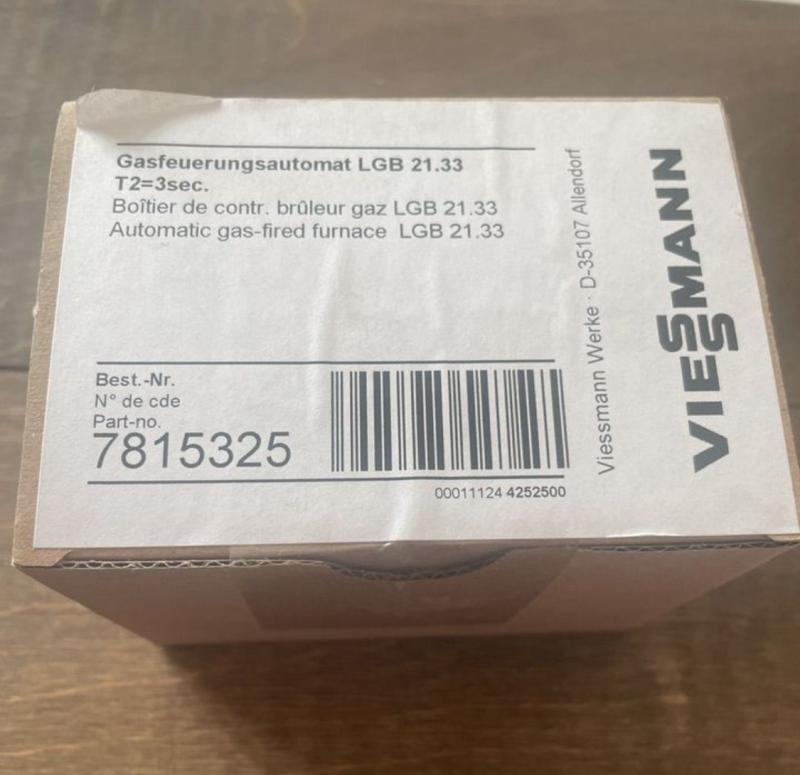 Gasfeuerungsautomat LGB 21.33
T2=3sec.
Boîtier de contr. brûleur gaz LGB 21.33
Automatic gas-fired furnace LGB 21.33
Best.-Nr.
N° de cde
Part-no.
7815325
00011124 4252500
Viessmann Werke · D-35107 Allendorf
VIESSMANN